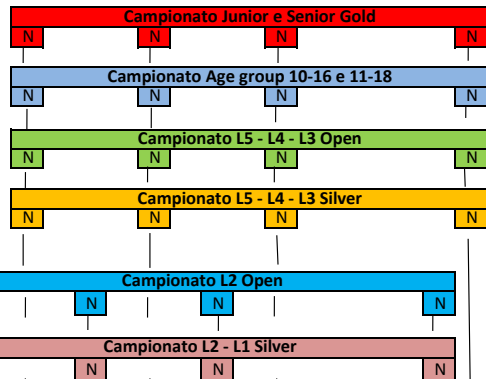 Campionato Junior e Senior Gold
N N N N
Campionato Age group 10-16 e 11-18
N N N N
Campionato L5 - L4 - L3 Open
N N N N
Campionato L5 - L4 - L3 Silver
N N N N
Campionato L2 Open
N N N
Campionato L2 - L1 Silver
N N N